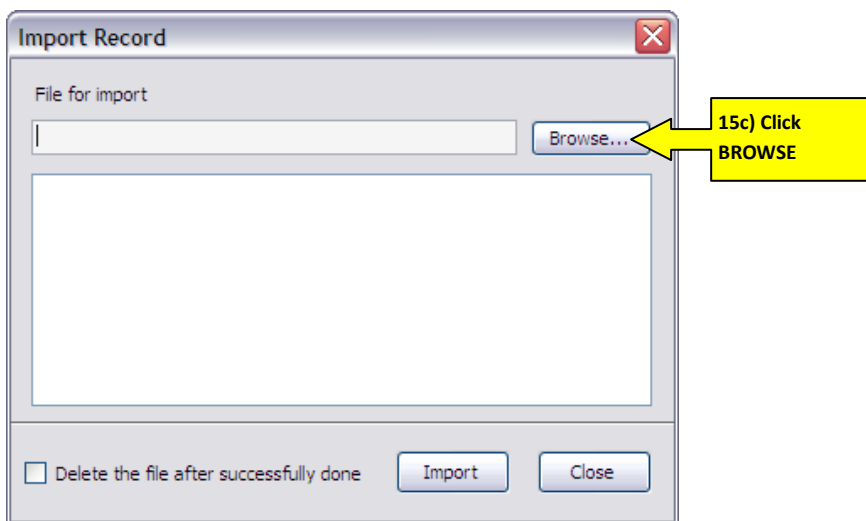 Import Record
File for import
Browse...
15c) Click
BROWSE
Delete the file after successfully done
Import
Close